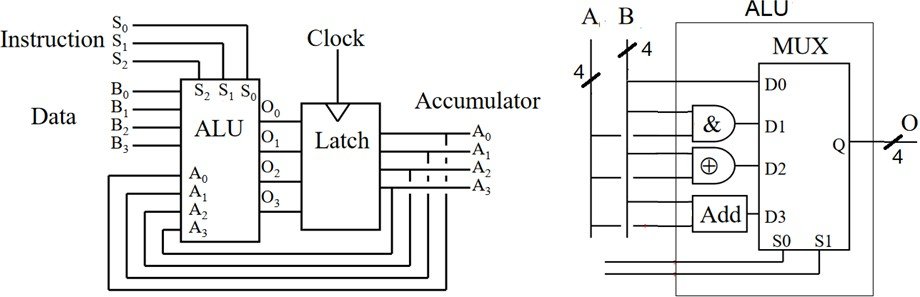 S0
Instruction S1
S2
Clock
S2 S1 S0
Data
B0
B1
B2
B3
ALU
A0
A1
A2
A3
O0
O1
O2
O3
Latch
Accumulator
A0
A1
A2
A3
ALU
A B
4
4
MUX
D0
& D1
⊕ D2
Add D3
Q
O
4
S0 S1